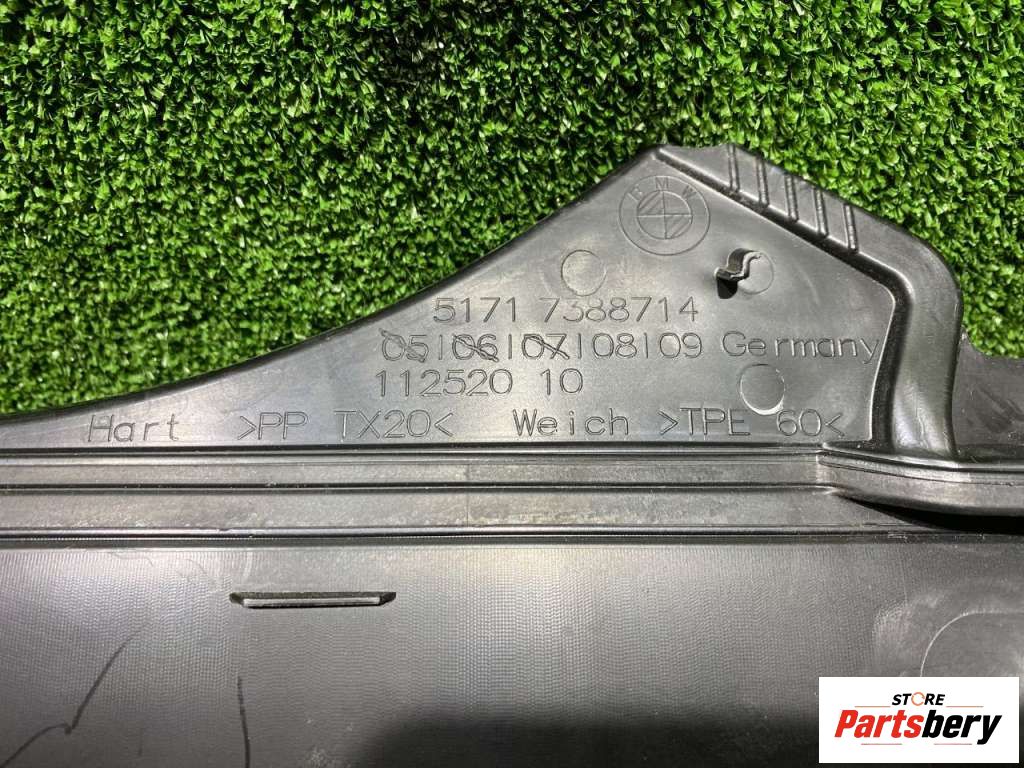 BMW
5171 7388714
05|06|07|08|09 Germany
112520 10
Hart >PP TX20< Weich >TPE 60<
STORE
Partsbery